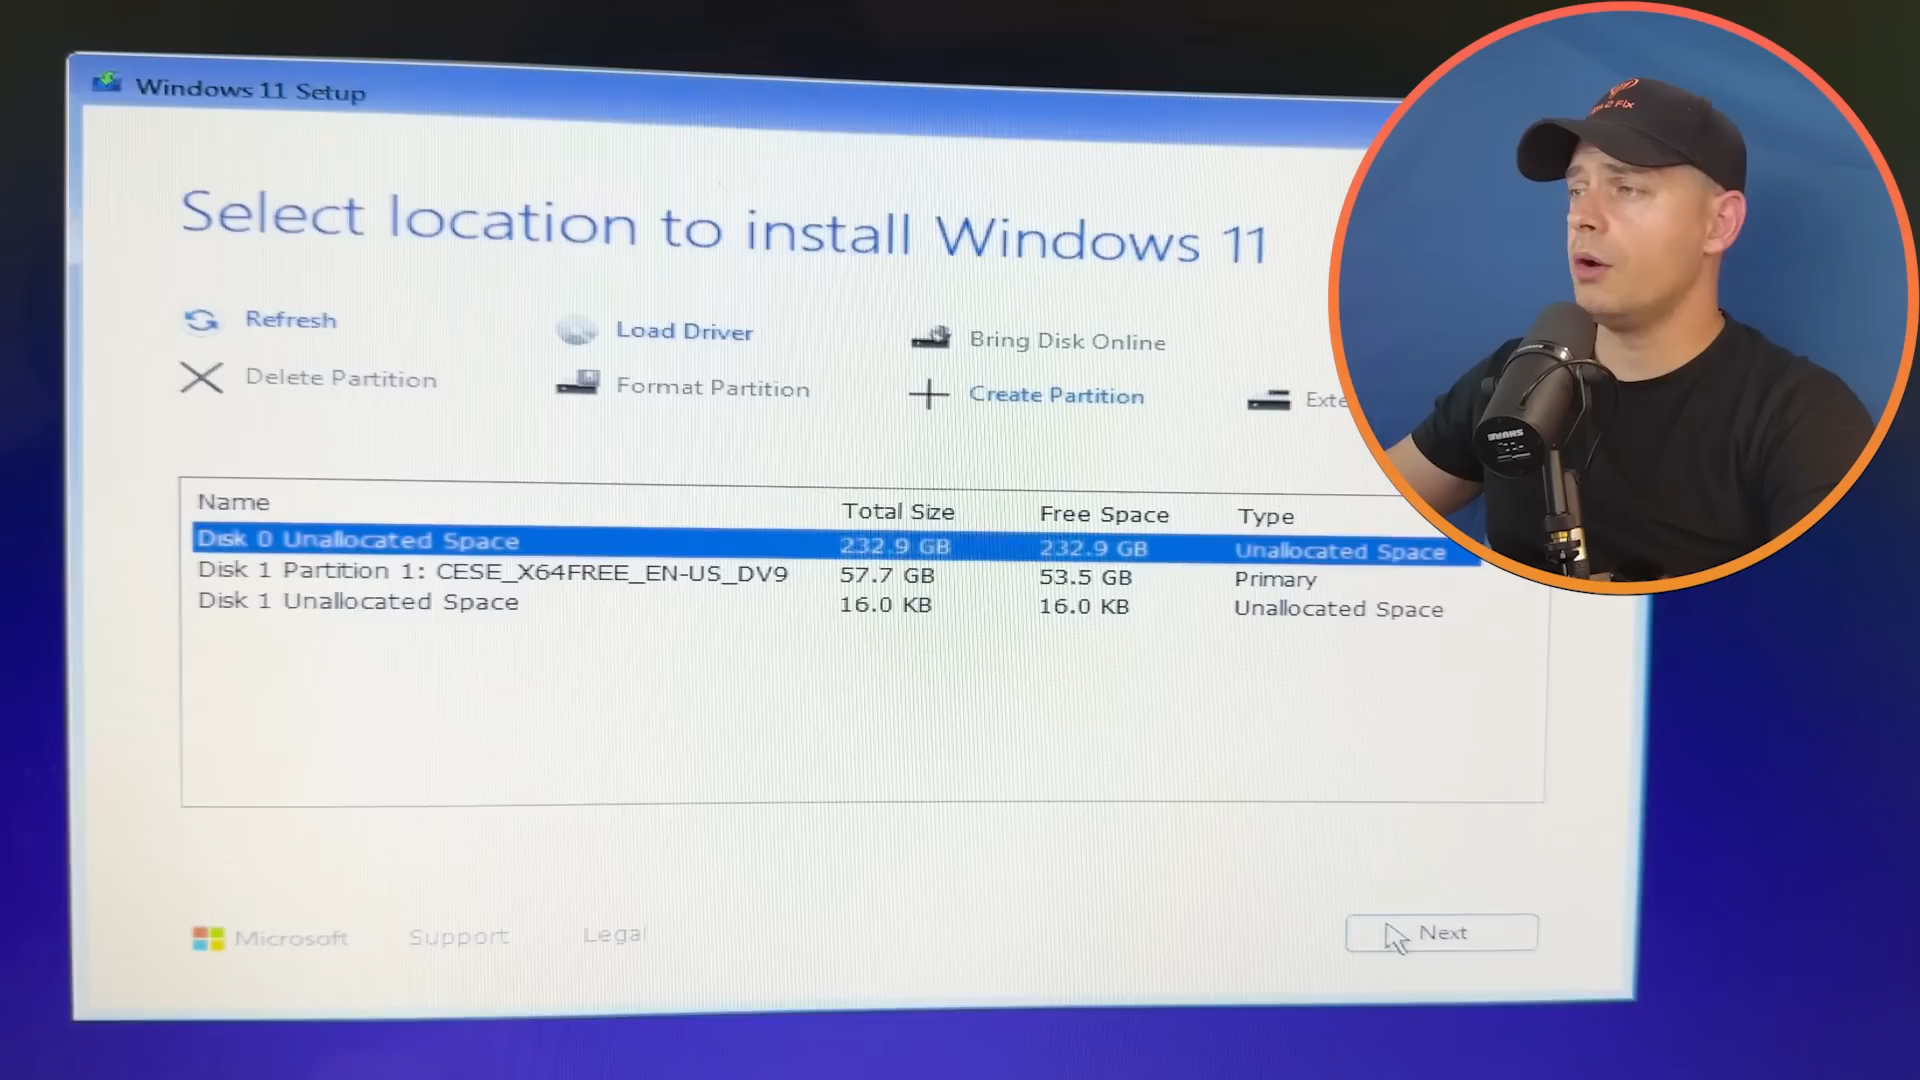 Windows 11 Setup
Select location to install Windows 11
Refresh
Load Driver
Bring Disk Online
Delete Partition
Format Partition
Create Partition
Exte
Name Total Size Free Space Type
Disk 0 Unallocated Space 232.9 GB 232.9 GB Unallocated Space
Disk 1 Partition 1: CESE_X64FREE_EN-US_DV9 57.7 GB 53.5 GB Primary
Disk 1 Unallocated Space 16.0 KB 16.0 KB Unallocated Space
Microsoft Support Legal
Next
2 Fix
SHURE